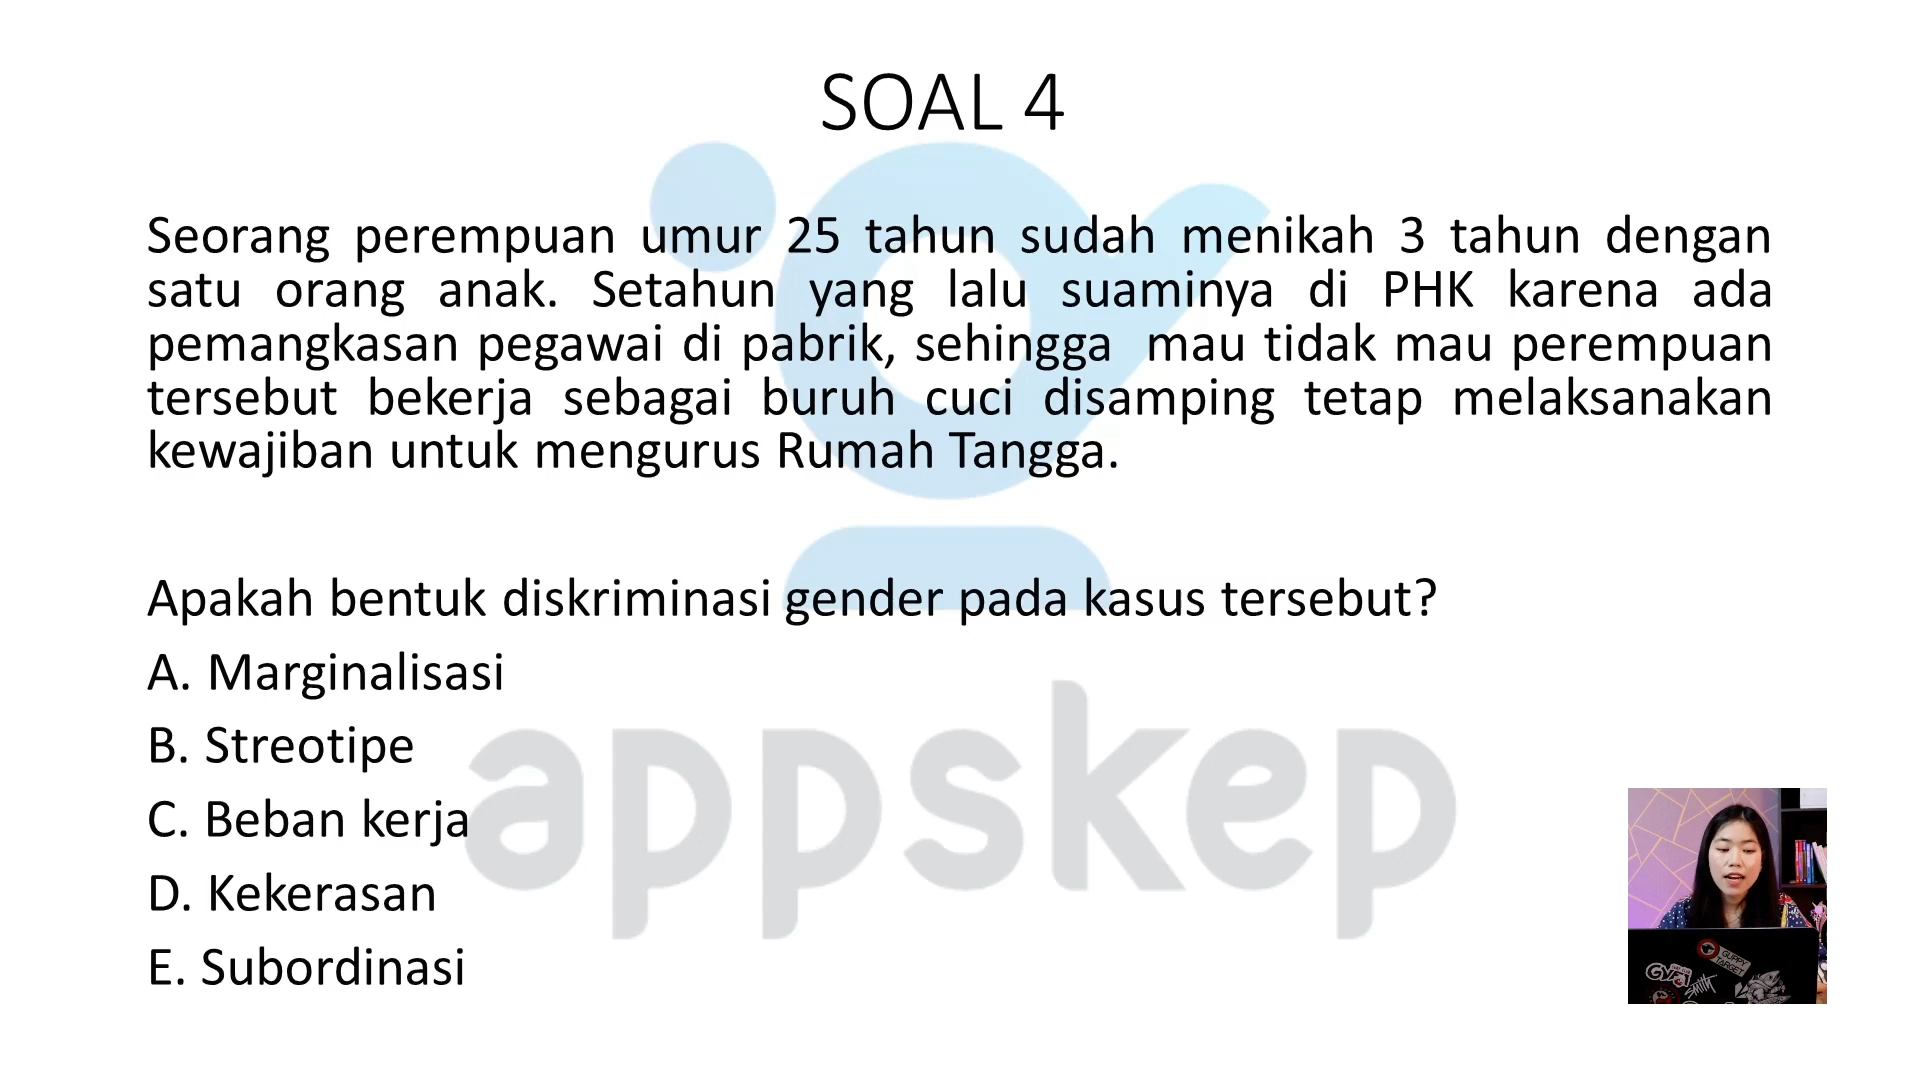 SOAL 4
Seorang perempuan umur 25 tahun sudah menikah 3 tahun dengan
satu orang anak. Setahun yang lalu suaminya di PHK karena ada
pemangkasan pegawai di pabrik, sehingga mau tidak mau perempuan
tersebut bekerja sebagai buruh cuci disamping tetap melaksanakan
kewajiban untuk mengurus Rumah Tangga.
Apakah bentuk diskriminasi gender pada kasus tersebut?
A. Marginalisasi
B. Streotipe
C. Beban kerja
D. Kekerasan
E. Subordinasi
appskep
GUPPY
TARGET
SMITH